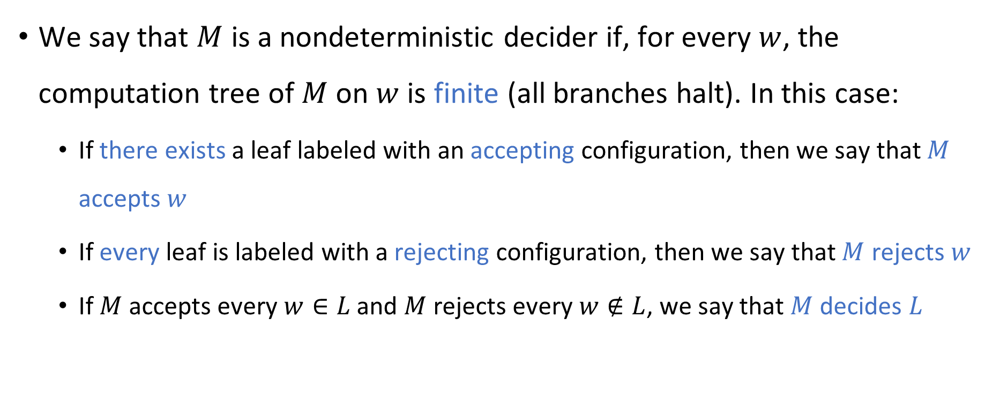 • We say that 𝑀 is a nondeterministic decider if, for every 𝑤, the
computation tree of 𝑀 on 𝑤 is finite (all branches halt). In this case:
• If there exists a leaf labeled with an accepting configuration, then we say that 𝑀
accepts 𝑤
• If every leaf is labeled with a rejecting configuration, then we say that 𝑀 rejects 𝑤
• If 𝑀 accepts every 𝑤 ∈ 𝐿 and 𝑀 rejects every 𝑤 ∉ 𝐿, we say that 𝑀 decides 𝐿